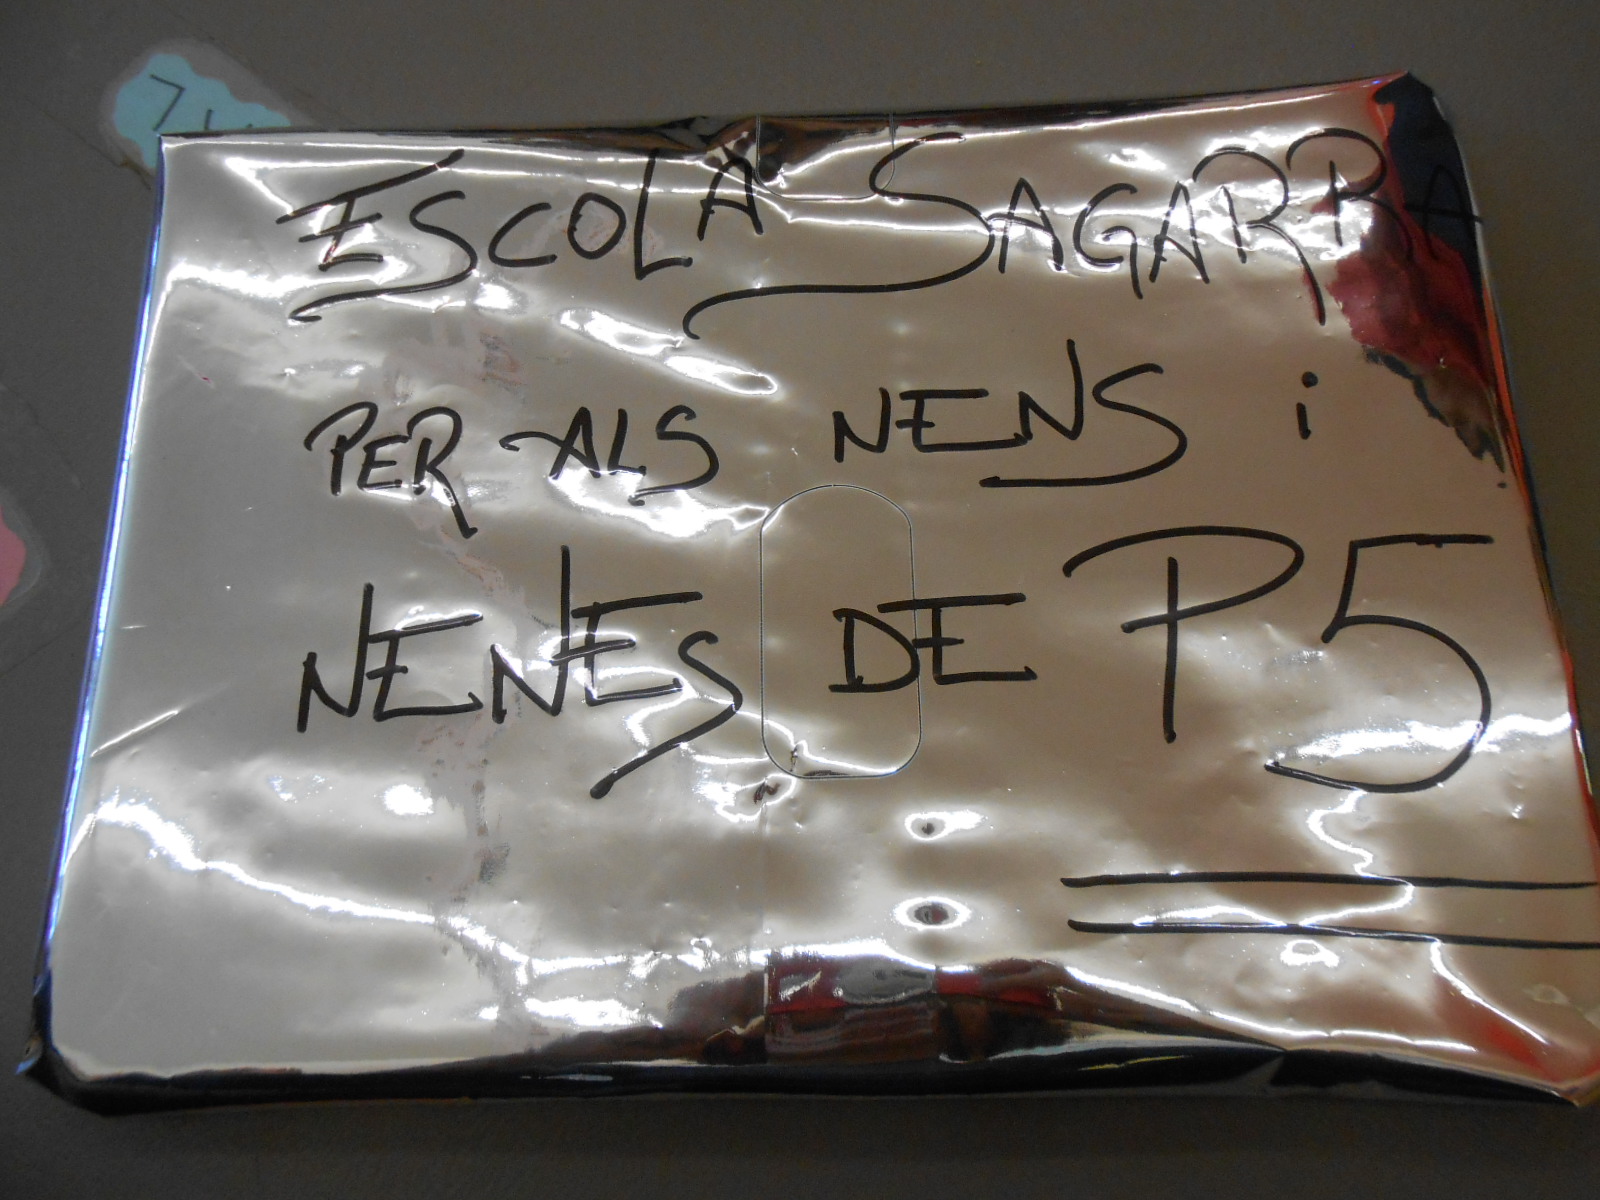 ESCOLA SAGARRA
PER ALS NENS i
NENES DE P5